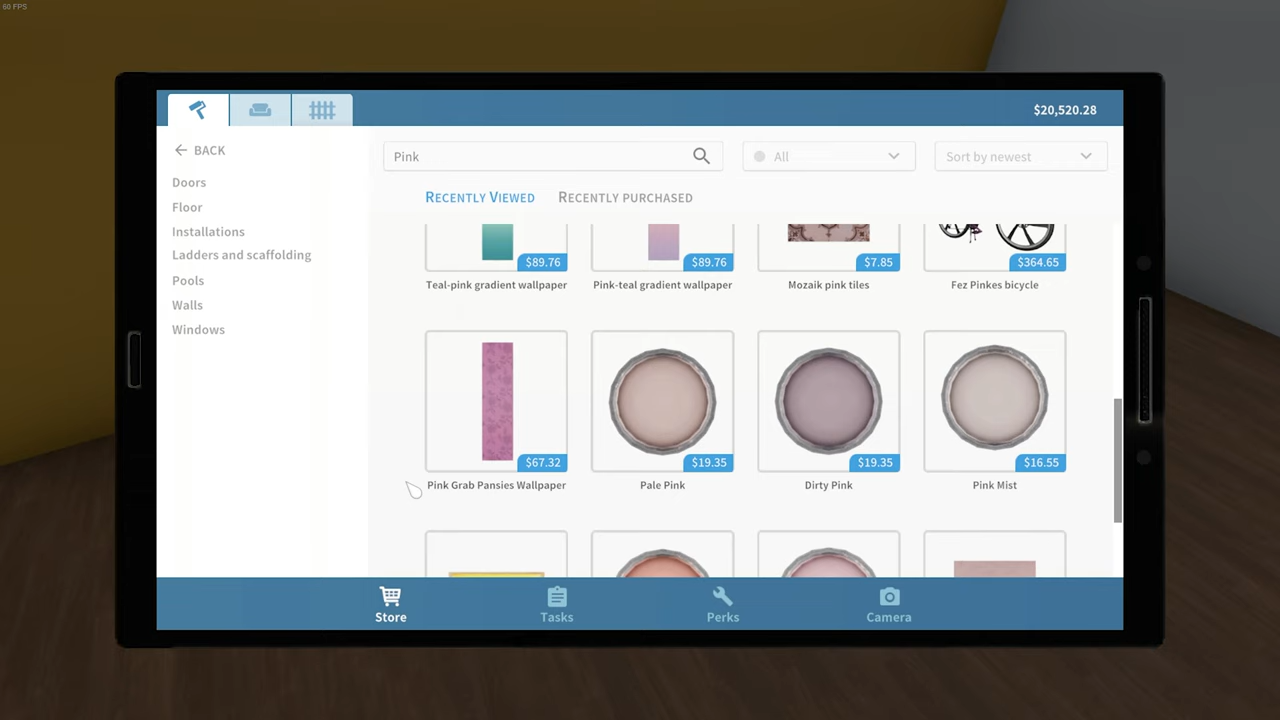 60 FPS
$20,520.28
BACK
Doors
Floor
Installations
Ladders and scaffolding
Pools
Walls
Windows
Pink
All
Sort by newest
RECENTLY VIEWED
RECENTLY PURCHASED
$89.76
$89.76
$7.85
$364.65
Teal-pink gradient wallpaper
Pink-teal gradient wallpaper
Mozaik pink tiles
Fez Pinkes bicycle
$67.32
$19.35
$19.35
$16.55
Pink Grab Pansies Wallpaper
Pale Pink
Dirty Pink
Pink Mist
Store
Tasks
Perks
Camera